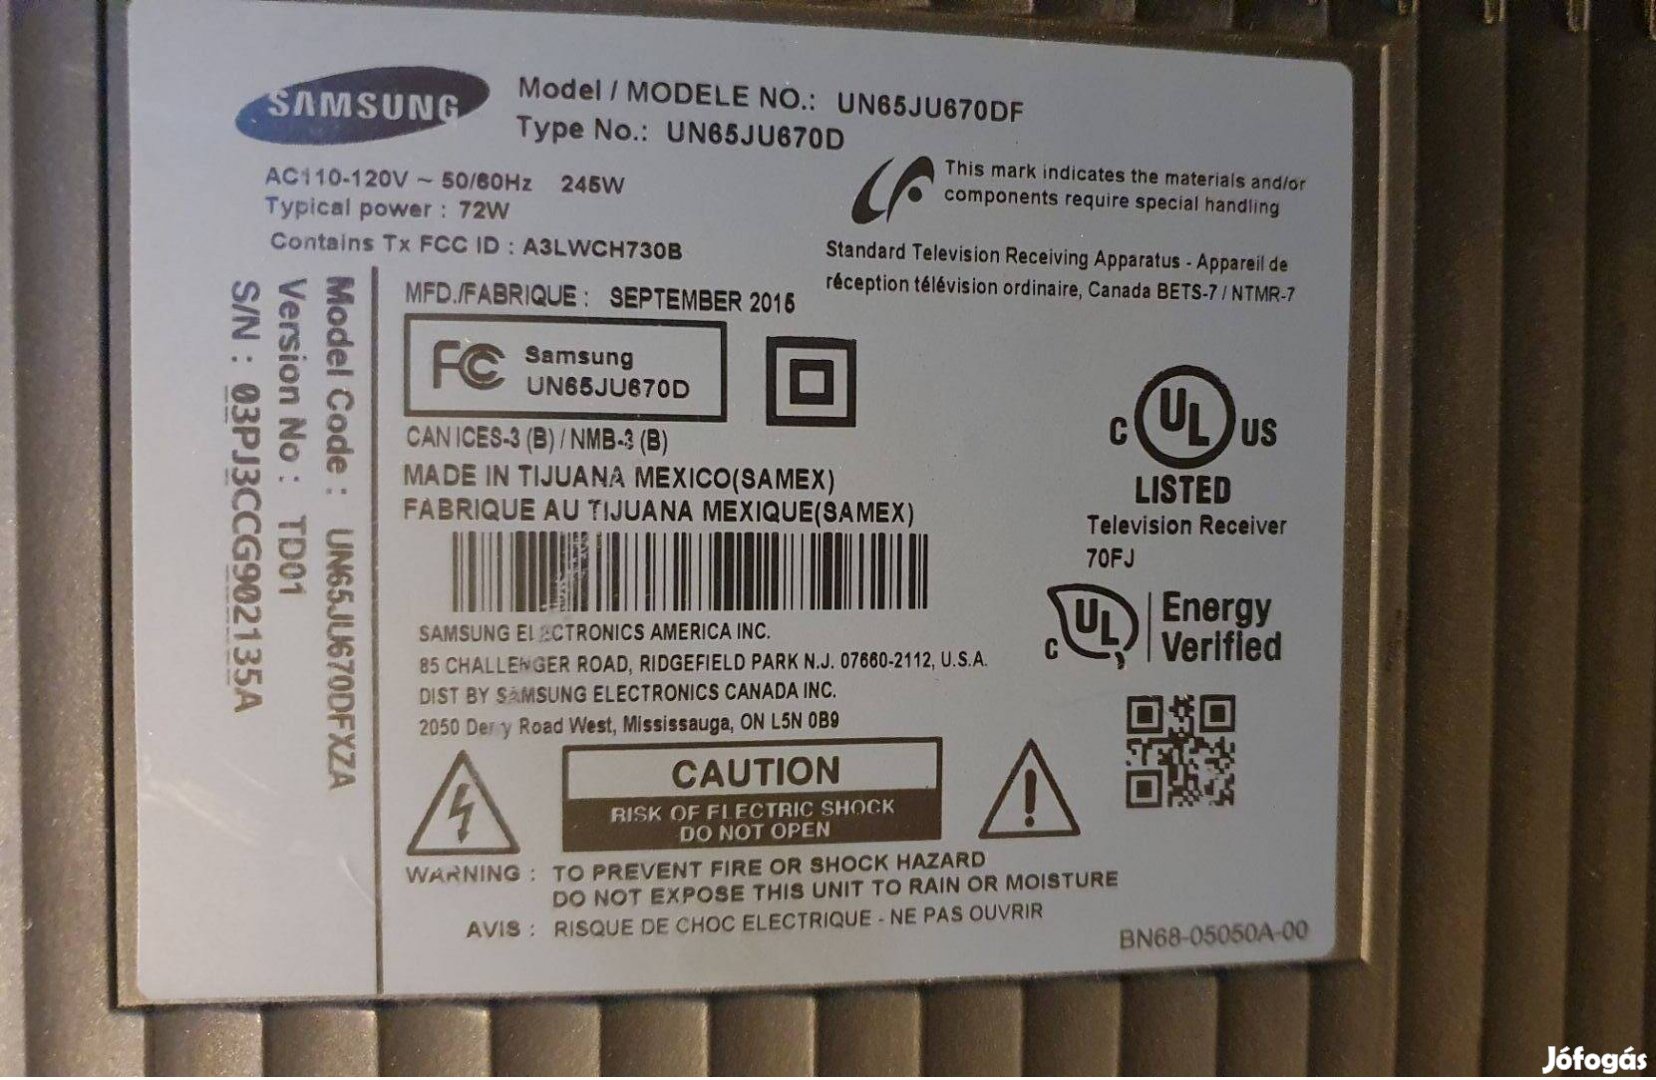 SAMSUNG
Model / MODELE NO.: UN65JU670DF
Type No.: UN65JU670D
AC110-120V ~ 50/60Hz 245W
Typical power : 72W
Contains Tx FCC ID : A3LWCH730B
This mark indicates the materials and/or
components require special handling
Standard Television Receiving Apparatus - Appareil de
réception télévision ordinaire, Canada BETS-7 / NTMR-7
Model Code : UN65JU670DFXZA
Version No : TD01
S/N : 03PJ3CCG902135A
MFD./FABRIQUE : SEPTEMBER 2015
FC Samsung
UN65JU670D
CAN ICES-3 (B) / NMB-3 (B)
MADE IN TIJUANA MEXICO(SAMEX)
FABRIQUE AU TIJUANA MEXIQUE(SAMEX)
SAMSUNG ELECTRONICS AMERICA INC.
85 CHALLENGER ROAD, RIDGEFIELD PARK N.J. 07660-2112, U.S.A.
DIST BY SAMSUNG ELECTRONICS CANADA INC.
2050 Derry Road West, Mississauga, ON L5N 0B9
C UL US
LISTED
Television Receiver
70FJ
C UL Energy
Verified
CAUTION
RISK OF ELECTRIC SHOCK
DO NOT OPEN
WARNING : TO PREVENT FIRE OR SHOCK HAZARD
DO NOT EXPOSE THIS UNIT TO RAIN OR MOISTURE
AVIS : RISQUE DE CHOC ELECTRIQUE - NE PAS OUVRIR
BN68-05050A-00
Jófogás